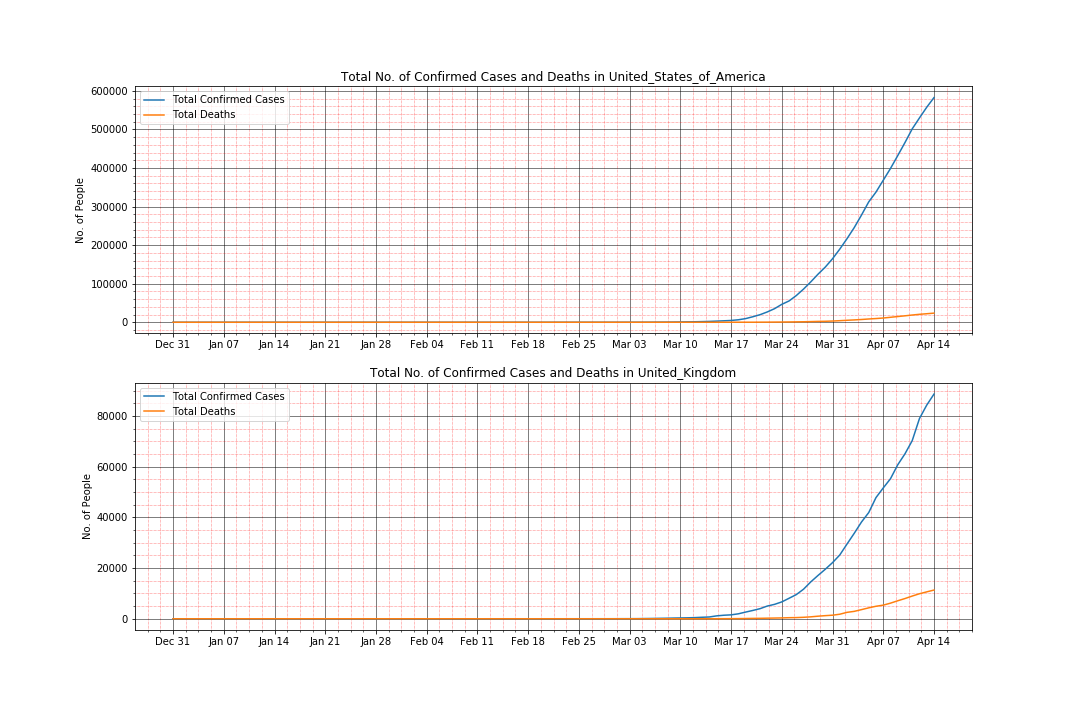 Total No. of Confirmed Cases and Deaths in United_States_of_America
Total Confirmed Cases
Total Deaths
No. of People
600000
500000
400000
300000
200000
100000
0
Dec 31 Jan 07 Jan 14 Jan 21 Jan 28 Feb 04 Feb 11 Feb 18 Feb 25 Mar 03 Mar 10 Mar 17 Mar 24 Mar 31 Apr 07 Apr 14
Total No. of Confirmed Cases and Deaths in United_Kingdom
Total Confirmed Cases
Total Deaths
No. of People
80000
60000
40000
20000
0
Dec 31 Jan 07 Jan 14 Jan 21 Jan 28 Feb 04 Feb 11 Feb 18 Feb 25 Mar 03 Mar 10 Mar 17 Mar 24 Mar 31 Apr 07 Apr 14